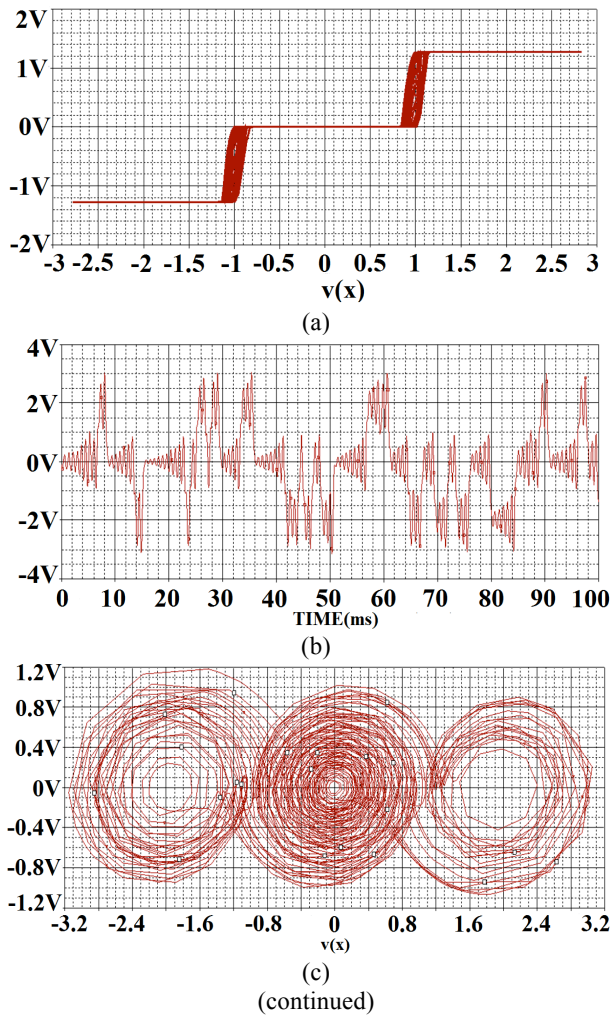 2V
1V
0V
-1V
-2V
-3 -2.5 -2 -1.5 -1 -0.5 0 0.5 1 1.5 2 2.5 3
v(x)
(a)
4V
2V
0V
-2V
-4V
0 10 20 30 40 50 60 70 80 90 100
TIME(ms)
(b)
1.2V
0.8V
0.4V
0V
-0.4V
-0.8V
-1.2V
-3.2 -2.4 -1.6 -0.8 0 0.8 1.6 2.4 3.2
v(x)
(c)
(continued)